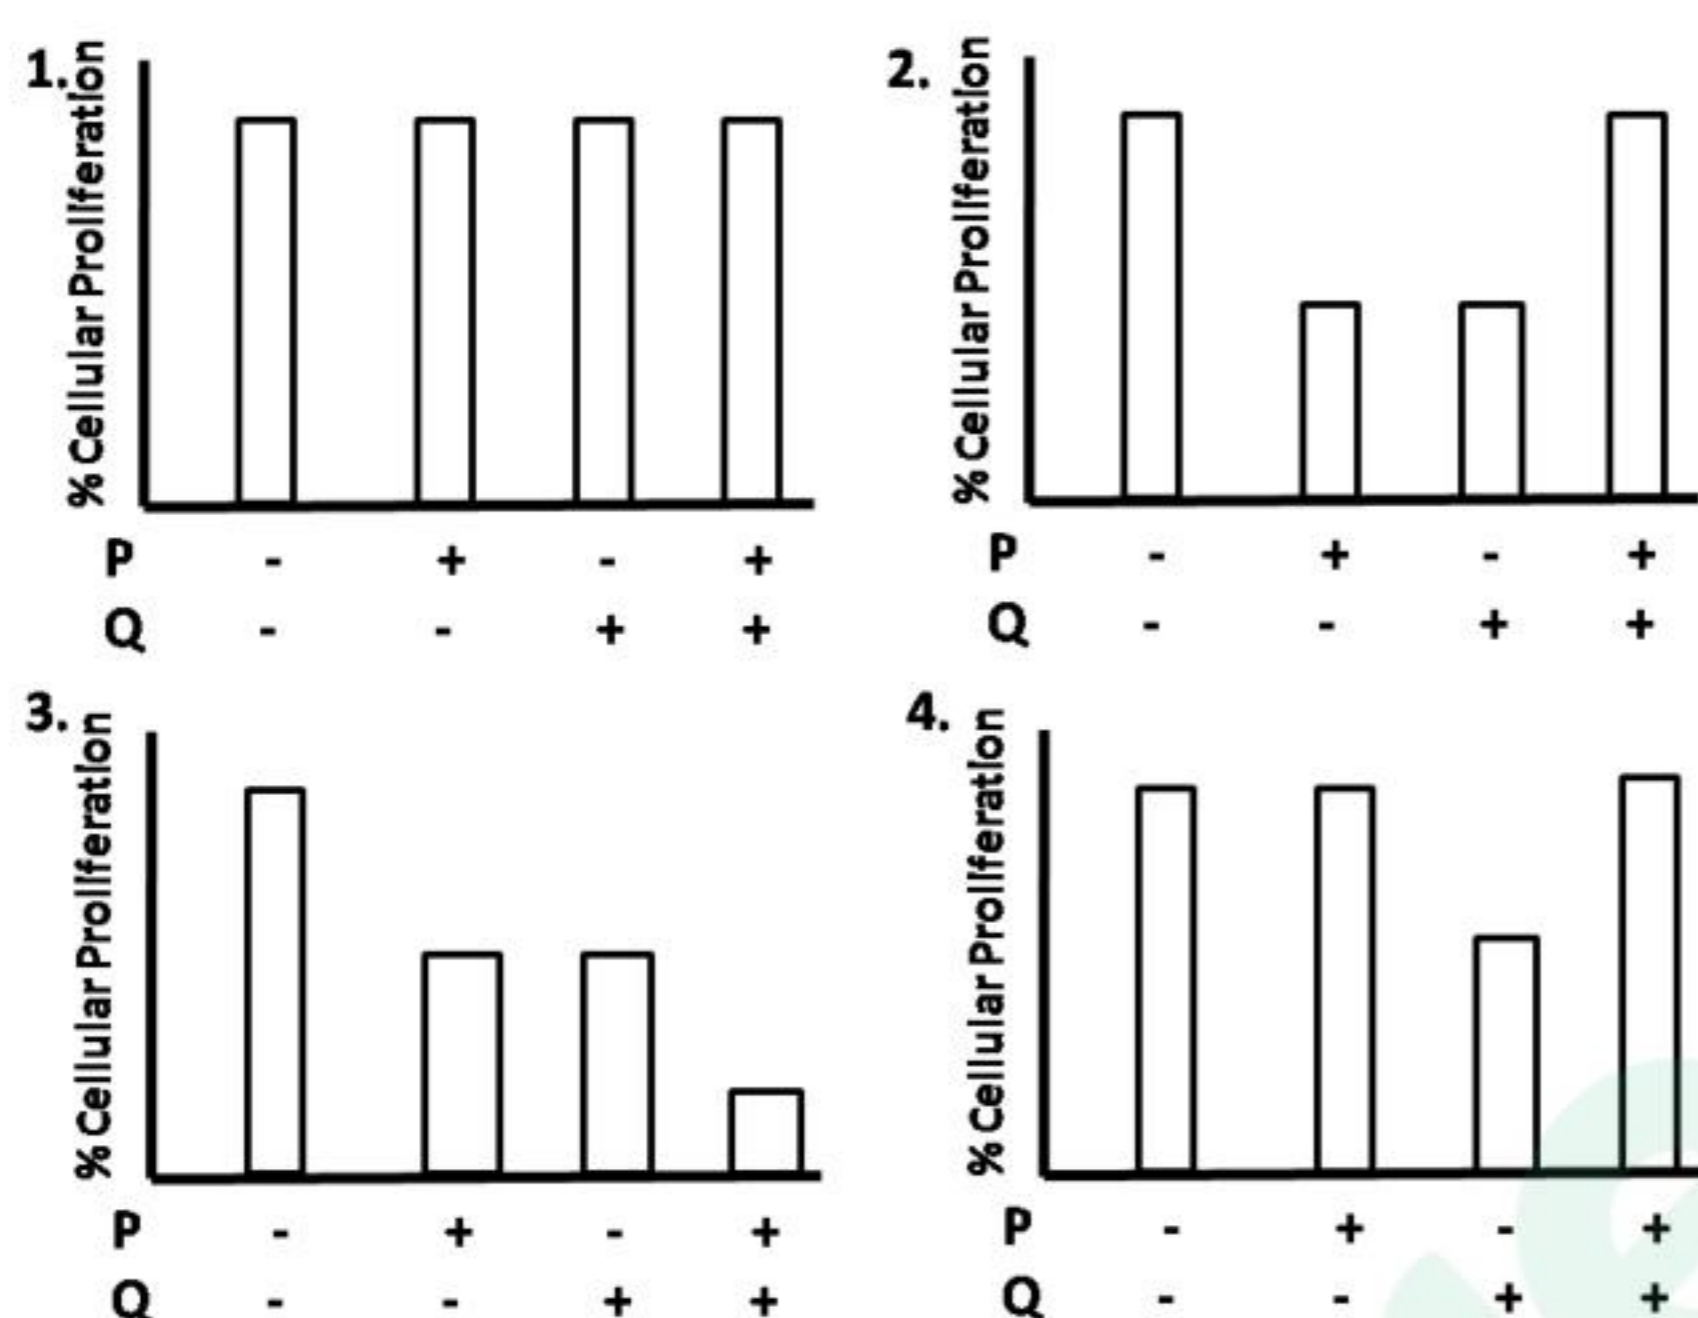 1.
% Cellular Proliferation
P - + - +
Q - - + +
2.
% Cellular Proliferation
P - + - +
Q - - + +
3.
% Cellular Proliferation
P - + - +
Q - - + +
4.
% Cellular Proliferation
P - + - +
Q - - + +